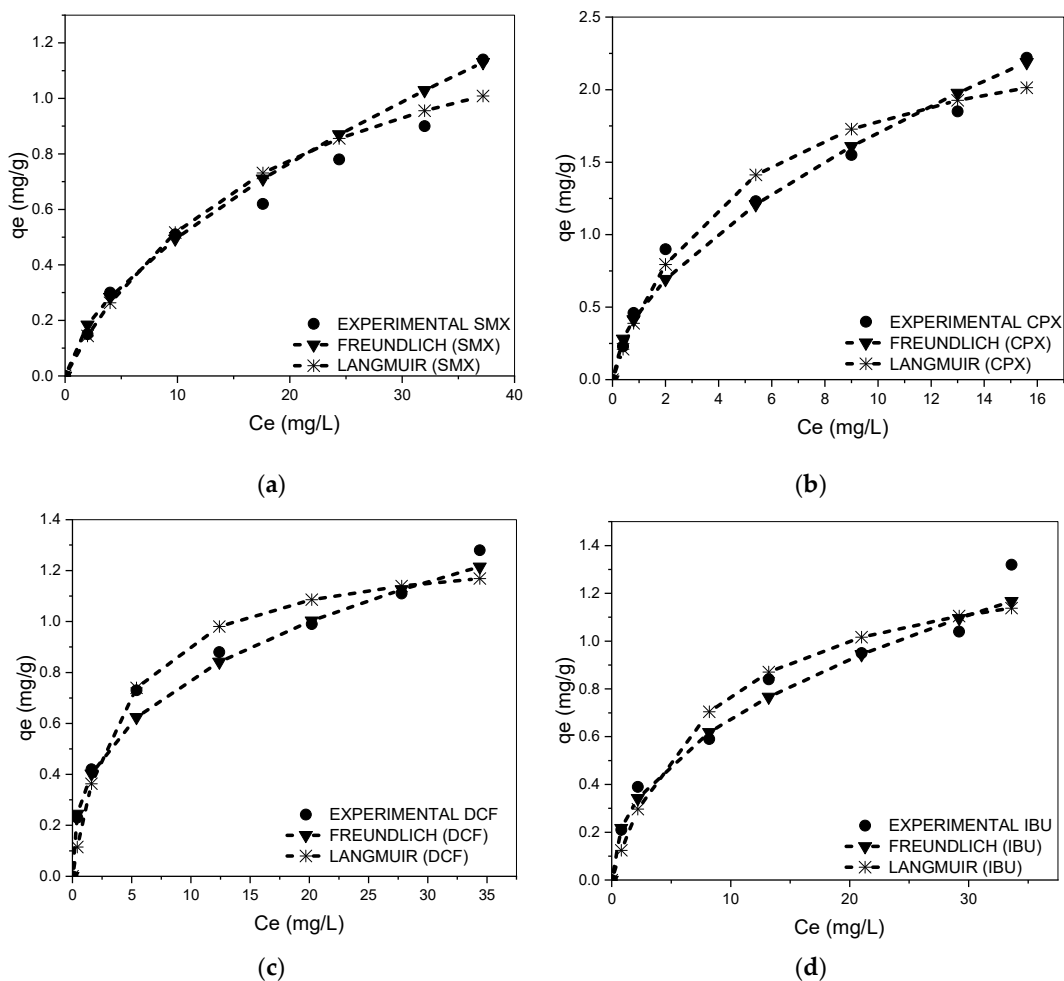 1.2
1.0
0.8
0.6
0.4
0.2
0.0
qe (mg/g)
0 10 20 30 40
Ce (mg/L)
EXPERIMENTAL SMX
FREUNDLICH (SMX)
LANGMUIR (SMX)
(a)
2.5
2.0
1.5
1.0
0.5
0.0
qe (mg/g)
0 2 4 6 8 10 12 14 16
Ce (mg/L)
EXPERIMENTAL CPX
FREUNDLICH (CPX)
LANGMUIR (CPX)
(b)
1.4
1.2
1.0
0.8
0.6
0.4
0.2
0.0
qe (mg/g)
0 5 10 15 20 25 30 35
Ce (mg/L)
EXPERIMENTAL DCF
FREUNDLICH (DCF)
LANGMUIR (DCF)
(c)
1.4
1.2
1.0
0.8
0.6
0.4
0.2
0.0
qe (mg/g)
0 10 20 30
Ce (mg/L)
EXPERIMENTAL IBU
FREUNDLICH (IBU)
LANGMUIR (IBU)
(d)